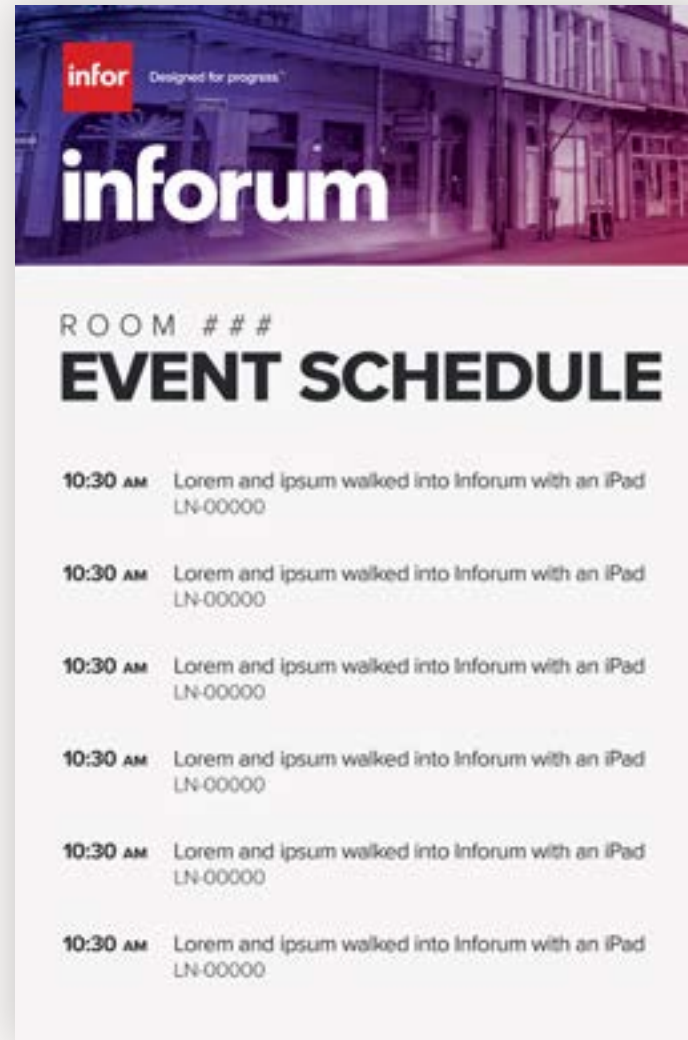 infor
Designed for progress™
inforum
ROOM ###
EVENT SCHEDULE
10:30 AM Lorem and ipsum walked into Inforum with an iPad
LN-00000
10:30 AM Lorem and ipsum walked into Inforum with an iPad
LN-00000
10:30 AM Lorem and ipsum walked into Inforum with an iPad
LN-00000
10:30 AM Lorem and ipsum walked into Inforum with an iPad
LN-00000
10:30 AM Lorem and ipsum walked into Inforum with an iPad
LN-00000
10:30 AM Lorem and ipsum walked into Inforum with an iPad
LN-00000